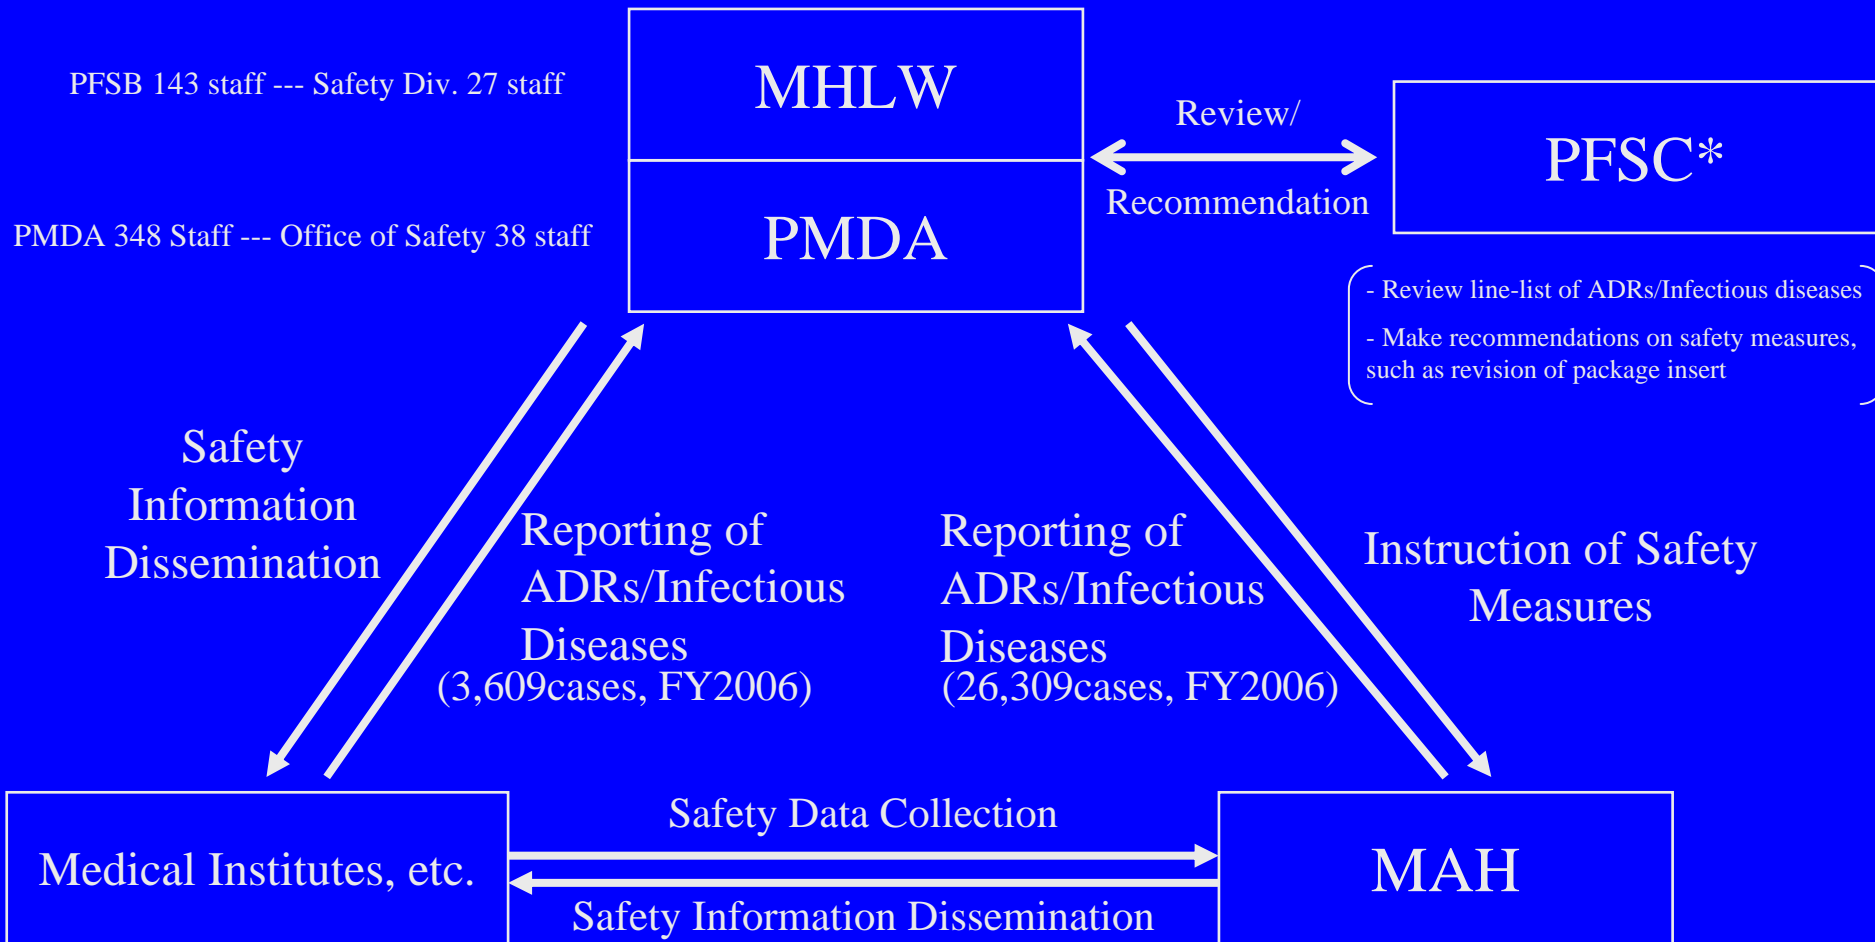 MHLW
PFSB 143 staff --- Safety Div. 27 staff
PMDA
PMDA 348 Staff --- Office of Safety 38 staff
Review/
Recommendation
PFSC*
- Review line-list of ADRs/Infectious diseases
- Make recommendations on safety measures,
such as revision of package insert
Safety
Information
Dissemination
Reporting of
ADRs/Infectious
Diseases
(3,609cases, FY2006)
Reporting of
ADRs/Infectious
Diseases
(26,309cases, FY2006)
Instruction of Safety
Measures
Medical Institutes, etc.
Safety Data Collection
Safety Information Dissemination
MAH